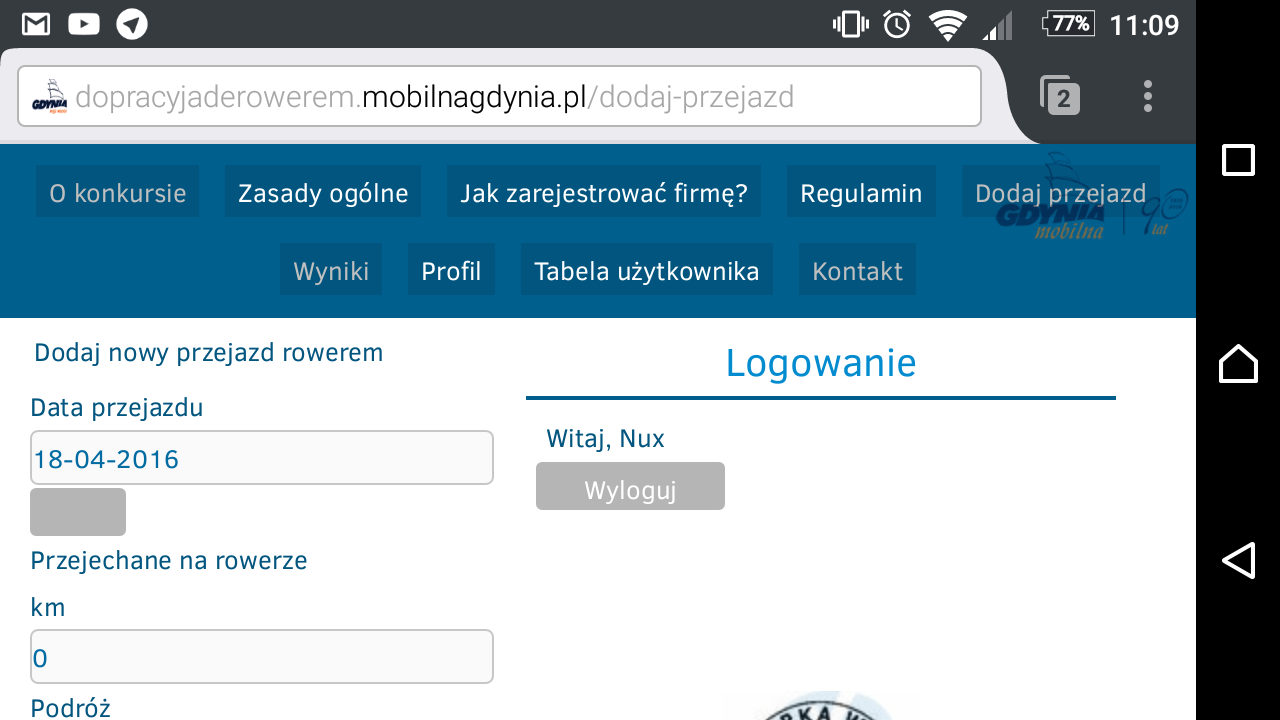 77% 11:09
GDYNIA dopracyjaderowerem.mobilnagdynia.pl/dodaj-przejazd 2
O konkursie Zasady ogólne Jak zarejestrować firmę? Regulamin Dodaj przejazd
GDYNIA mobilna 90 lat
Wyniki Profil Tabela użytkownika Kontakt
Dodaj nowy przejazd rowerem
Logowanie
Data przejazdu
18-04-2016
Witaj, Nux
Wyloguj
Przejechane na rowerze
km
0
Podróż